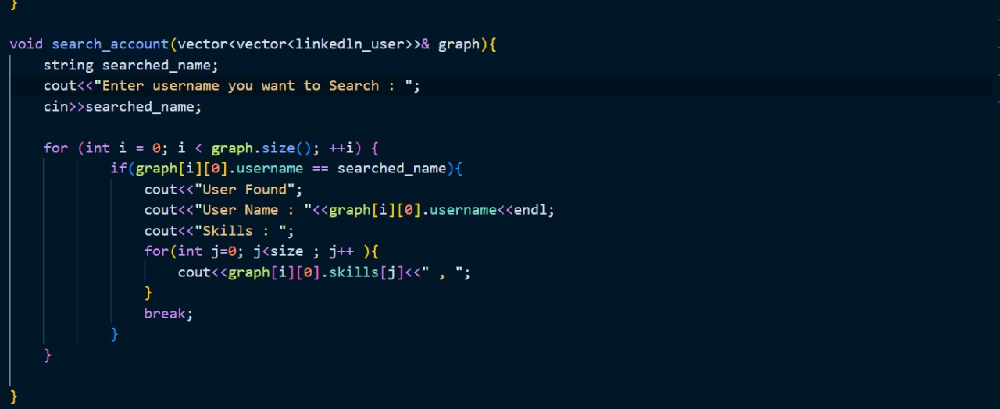 }
void search_account(vector<vector<linkedln_user>>& graph){
    string searched_name;
    cout<<"Enter username you want to Search : ";
    cin>>searched_name;

    for (int i = 0; i < graph.size(); ++i) {
            if(graph[i][0].username == searched_name){
                cout<<"User Found";
                cout<<"User Name : "<<graph[i][0].username<<endl;
                cout<<"Skills : ";
                for(int j=0; j<size ; j++ ){
                    cout<<graph[i][0].skills[j]<<" , ";
                }
                break;
            }
    }

}